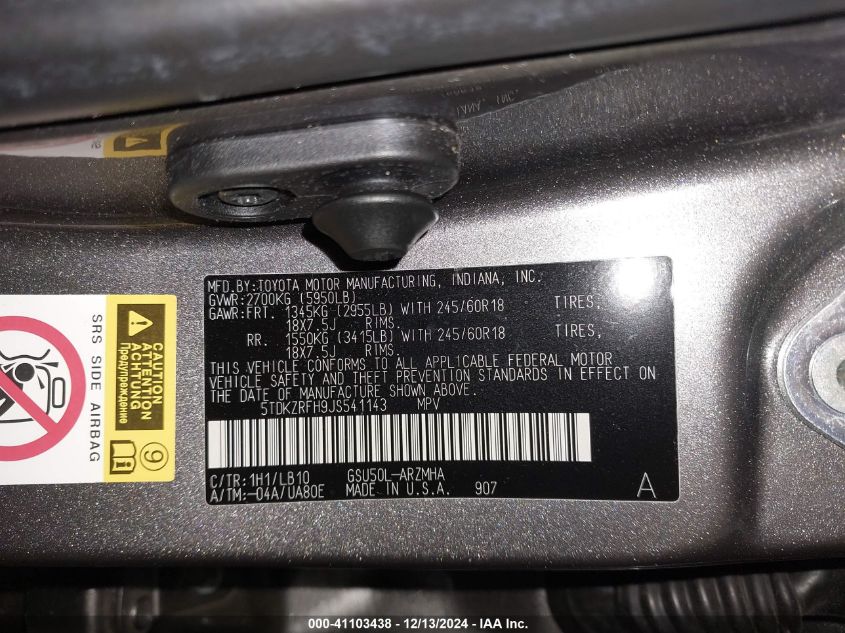 MFD.BY:TOYOTA MOTOR MANUFACTURING, INDIANA, INC.
GVWR:2700KG (5950LB)
GAWR:FRT. 1345KG (2955LB) WITH 245/60R18 TIRES,
18X7.5J RIMS.
RR. 1550KG (3415LB) WITH 245/60R18 TIRES,
18X7.5J RIMS.
THIS VEHICLE CONFORMS TO ALL APPLICABLE FEDERAL MOTOR
VEHICLE SAFETY AND THEFT PREVENTION STANDARDS IN EFFECT ON
THE DATE OF MANUFACTURE SHOWN ABOVE.
5TDKZRFH9JS541143 MPV
C/TR:1H1/LB10 GSU50L-ARZMHA
A/TM:-04A/UA80E MADE IN U.S.A. 907 A
SRS SIDE AIRBAG
CAUTION
ATTENTION
ACHTUNG
Предупреждение
9
000-41103438 - 12/13/2024 - IAA Inc.